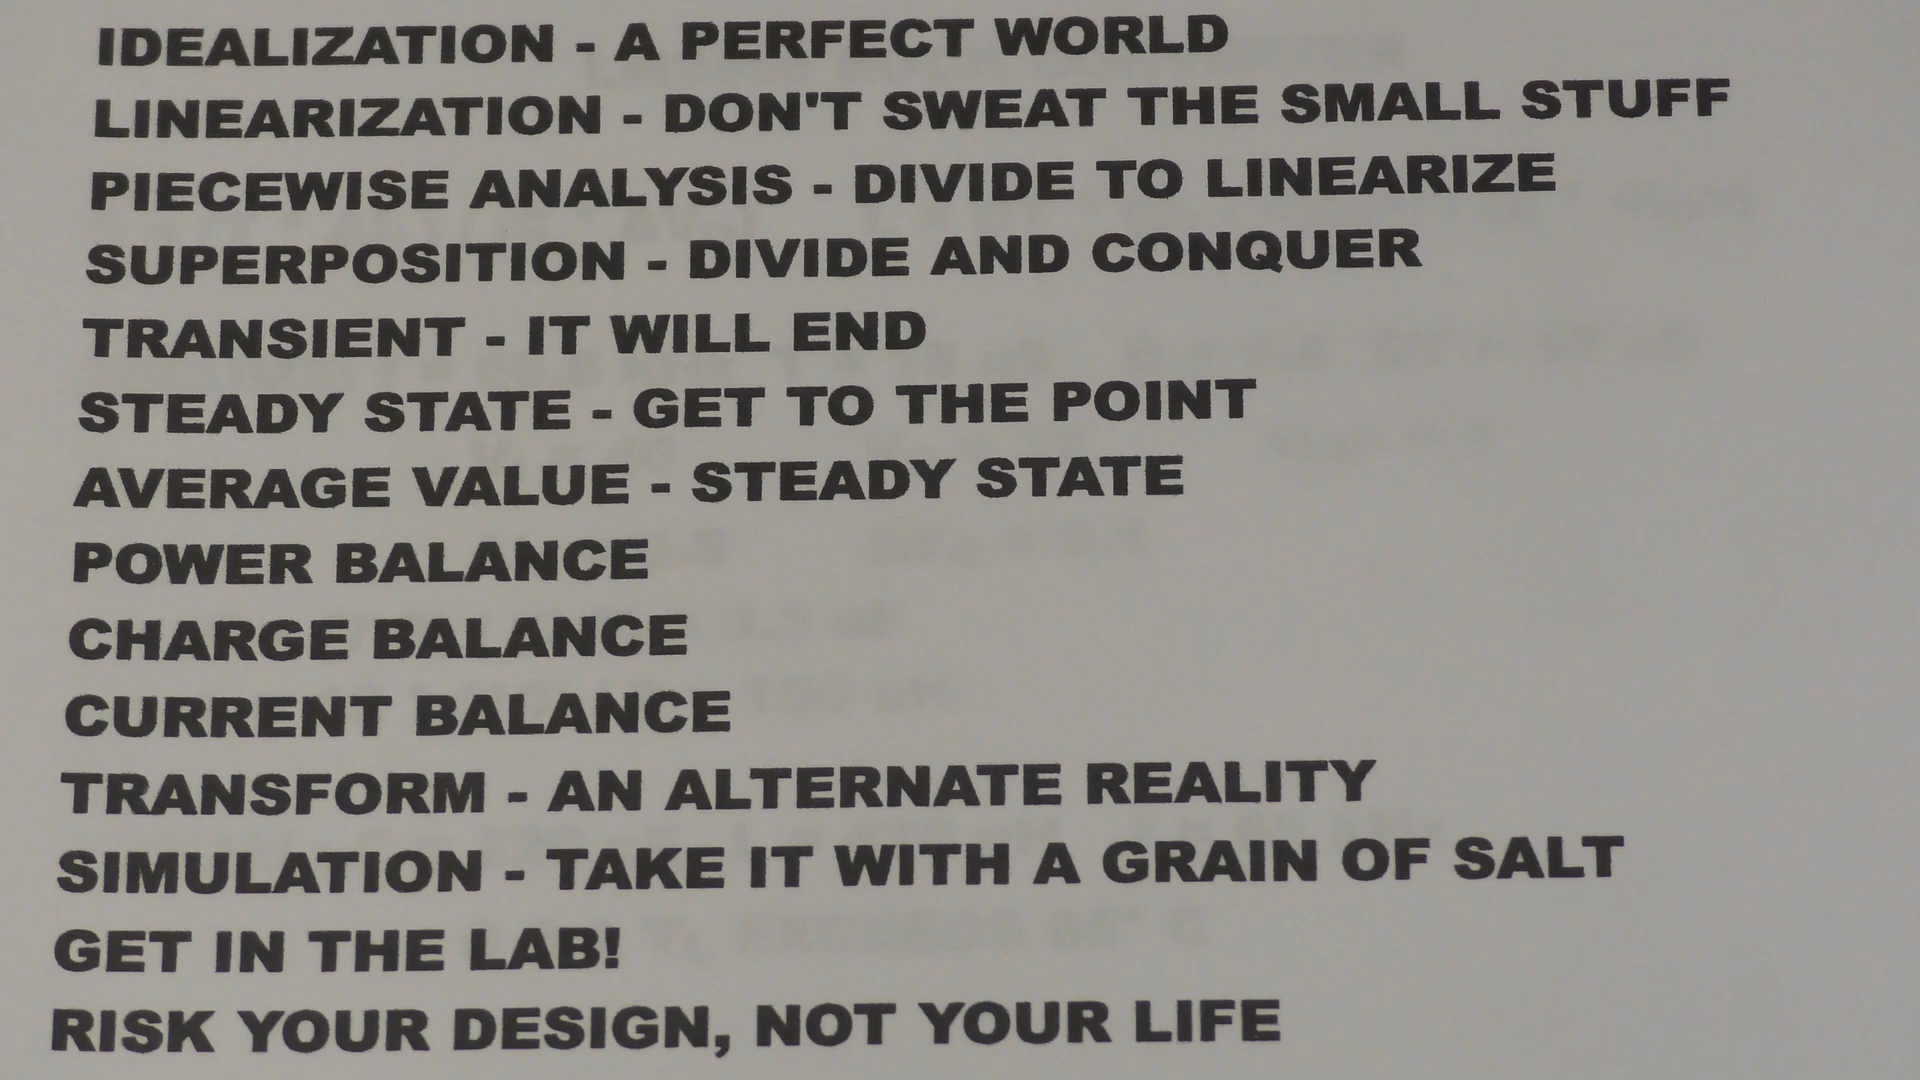 IDEALIZATION - A PERFECT WORLD
LINEARIZATION - DON'T SWEAT THE SMALL STUFF
PIECEWISE ANALYSIS - DIVIDE TO LINEARIZE
SUPERPOSITION - DIVIDE AND CONQUER
TRANSIENT - IT WILL END
STEADY STATE - GET TO THE POINT
AVERAGE VALUE - STEADY STATE
POWER BALANCE
CHARGE BALANCE
CURRENT BALANCE
TRANSFORM - AN ALTERNATE REALITY
SIMULATION - TAKE IT WITH A GRAIN OF SALT
GET IN THE LAB!
RISK YOUR DESIGN, NOT YOUR LIFE